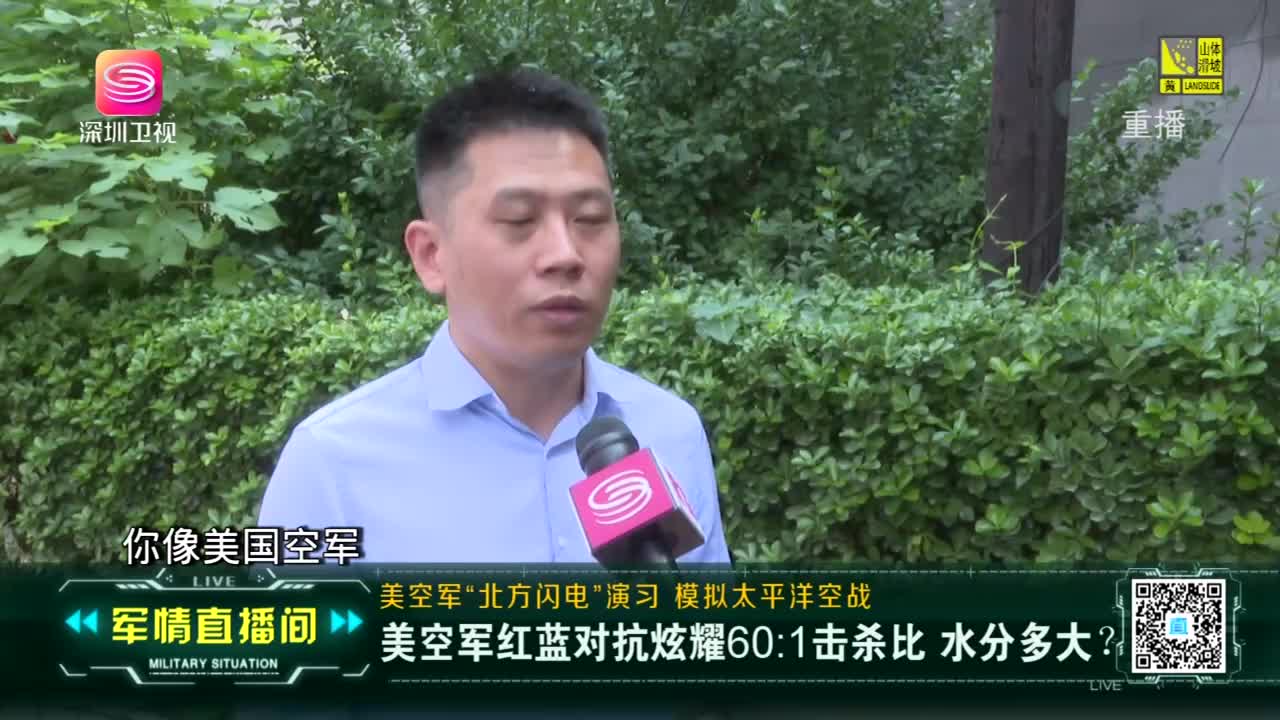 深圳卫视
山体
滑坡
黄 LANDSLIDE
重播
你像美国空军
LIVE
军情直播间
MILITARY SITUATION
美空军“北方闪电”演习 模拟太平洋空战
美空军红蓝对抗炫耀60:1击杀比 水分多大?
直
LIVE